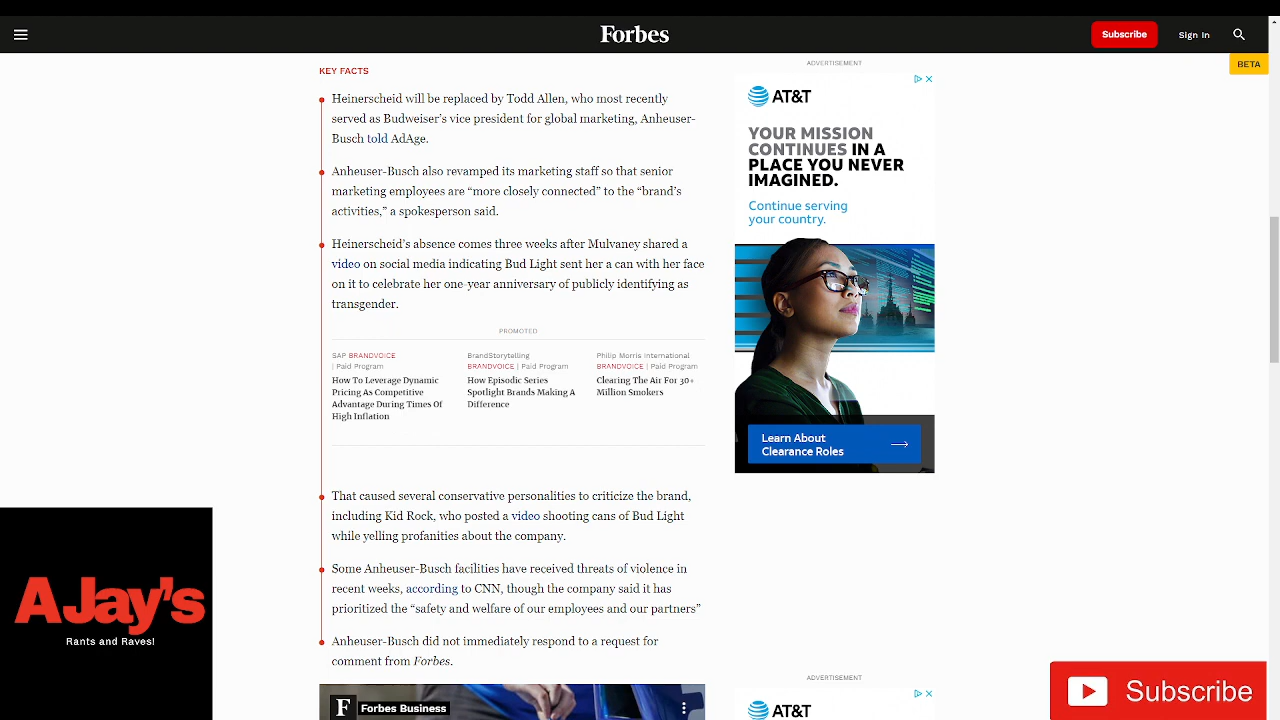 Forbes
Subscribe
Sign In
BETA
KEY FACTS
Heinerscheid will be replaced by Todd Allen, who most recently
served as Budweiser's vice president for global marketing, Anheuser-
Busch told AdAge.
Anheuser-Busch also revamped its marketing staff so that senior
marketing employees are “more closely connected” to the “brand's
activities,” a spokesperson said.
Heinerscheid's absence comes three weeks after Mulvaney shared a
video on social media indicating Bud Light sent her a can with her face
on it to celebrate her one-year anniversary of publicly identifying as
transgender.
PROMOTED
SAP BRANDVOICE
| Paid Program
How To Leverage Dynamic
Pricing As Competitive
Advantage During Times Of
High Inflation
BrandStorytelling
BRANDVOICE | Paid Program
How Episodic Series
Spotlight Brands Making A
Difference
Philip Morris International
BRANDVOICE | Paid Program
Clearing The Air For 30+
Million Smokers
That caused several conservative personalities to criticize the brand,
including Kid Rock, who posted a video shooting cans of Bud Light
while flipping off the company.
Some Anheuser-Busch facilities have received threats of violence in
recent weeks, according to CNN, though the company said it has
prioritized the “safety and welfare of our employees and our partners”
Anheuser-Busch did not immediately respond to a request for
comment from Forbes.
F Forbes Business
ADVERTISEMENT
AT&T
YOUR MISSION
CONTINUES IN A
PLACE YOU NEVER
IMAGINED.
Continue serving
your country.
Learn About
Clearance Roles
ADVERTISEMENT
AT&T
A Jay's
Rants and Raves!
Subscribe